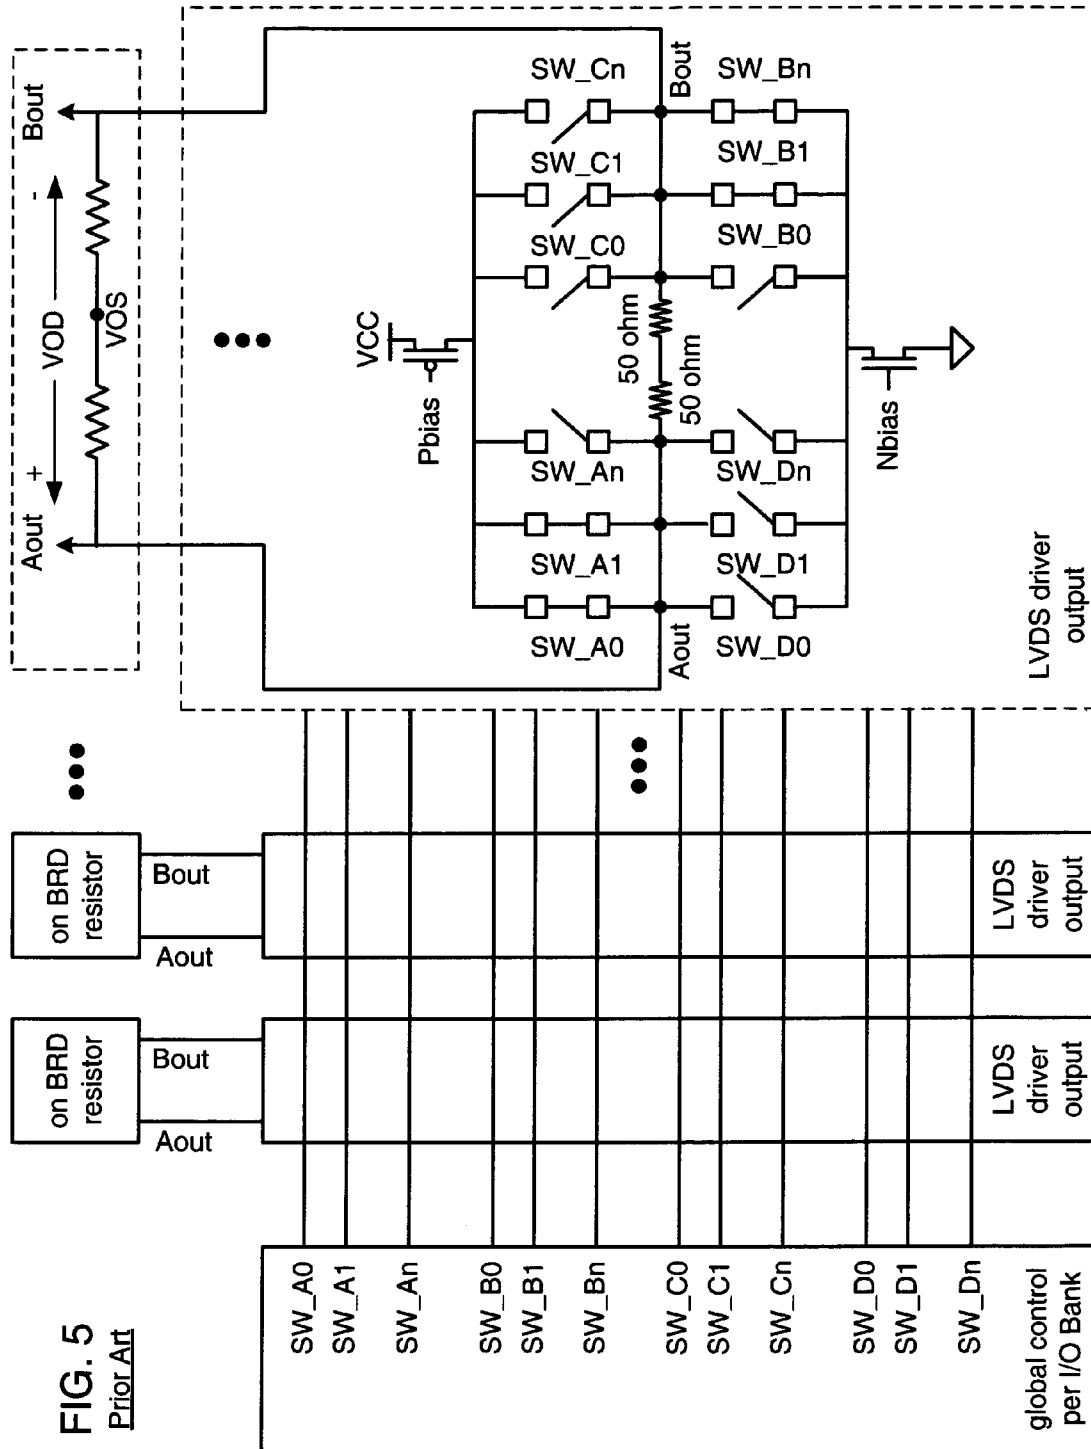 FIG. 5
Prior Art
global control
per I/O Bank
SW_A0
SW_A1
SW_An
SW_B0
SW_B1
SW_Bn
SW_C0
SW_C1
SW_Cn
SW_D0
SW_D1
SW_Dn
on BRD
resistor
Aout
Bout
LVDS
driver
output
on BRD
resistor
Aout
Bout
LVDS
driver
output
Aout
Bout
+
VOD
-
VOS
VCC
Pbias
SW_A0
SW_A1
SW_An
SW_C0
SW_C1
SW_Cn
Aout
50 ohm
50 ohm
Bout
SW_D0
SW_D1
SW_Dn
SW_B0
SW_B1
SW_Bn
Nbias
LVDS driver
output